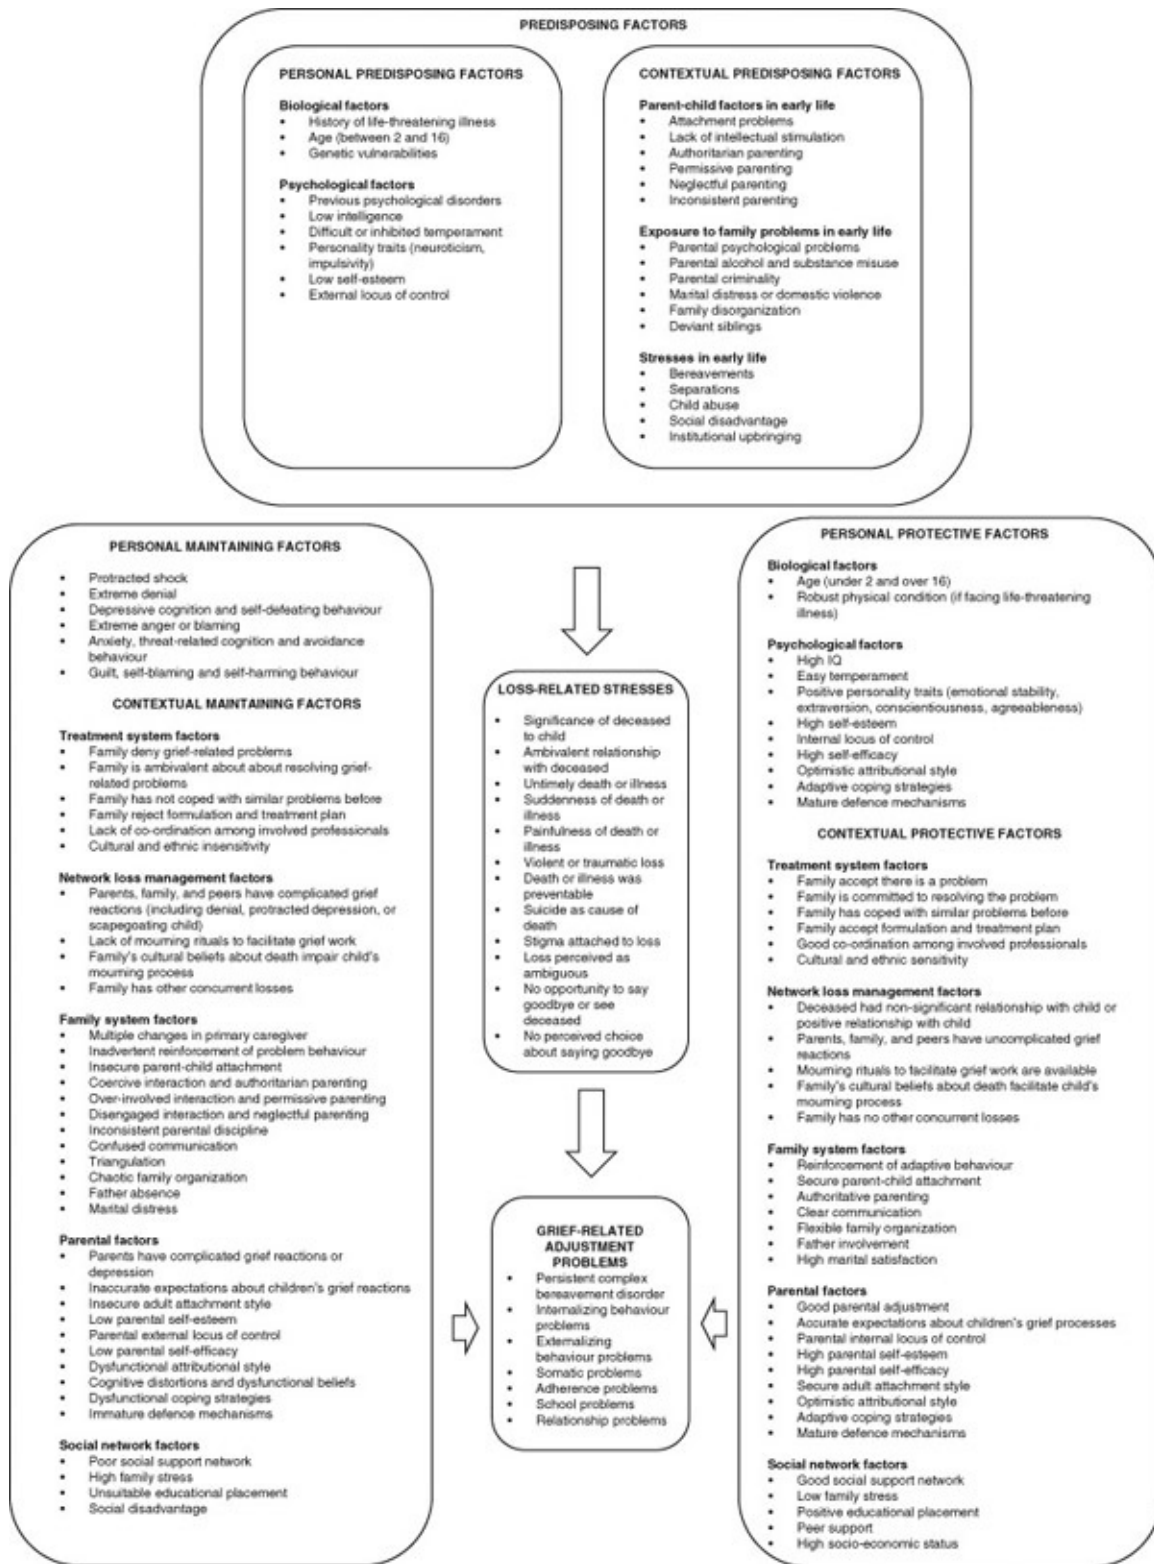 PREDISPOSING FACTORS
PERSONAL PREDISPOSING FACTORS
Biological factors
• History of life-threatening illness
• Age (between 2 and 16)
• Genetic vulnerabilities
Psychological factors
• Previous psychological disorders
• Low intelligence
• Difficult or inhibited temperament
• Personality traits (neuroticism,
impulsivity)
• Low self-esteem
• External locus of control
CONTEXTUAL PREDISPOSING FACTORS
Parent-child factors in early life
• Attachment problems
• Lack of intellectual stimulation
• Authoritarian parenting
• Permissive parenting
• Neglectful parenting
• Inconsistent parenting
Exposure to family problems in early life
• Parental psychological problems
• Parental alcohol and substance misuse
• Parental criminality
• Marital distress or domestic violence
• Family disorganization
• Deviant siblings
Stresses in early life
• Bereavements
• Separations
• Child abuse
• Social disadvantage
• Institutional upbringing
PERSONAL MAINTAINING FACTORS
• Protracted shock
• Extreme denial
• Depressive cognition and self-defeating behaviour
• Extreme anger or blaming
• Anxiety, threat-related cognition and avoidance
behaviour
• Guilt, self-blaming and self-harming behaviour
CONTEXTUAL MAINTAINING FACTORS
Treatment system factors
• Family deny grief-related problems
• Family is ambivalent about about resolving grief-
related problems
• Family has not coped with similar problems before
• Family reject formulation and treatment plan
• Lack of co-ordination among involved professionals
• Cultural and ethnic insensitivity
Network loss management factors
• Parents, family, and peers have complicated grief
reactions (including denial, protracted depression, or
scapegoating child)
• Lack of mourning rituals to facilitate grief work
• Family's cultural beliefs about death impair child's
mourning process
• Family has other concurrent losses
Family system factors
• Multiple changes in primary caregiver
• Inadvertent reinforcement of problem behaviour
• Insecure parent-child attachment
• Coercive interaction and authoritarian parenting
• Over-involved interaction and permissive parenting
• Disengaged interaction and neglectful parenting
• Inconsistent parental discipline
• Confused communication
• Triangulation
• Chaotic family organization
• Father absence
• Marital distress
Parental factors
• Parents have complicated grief reactions or
depression
• Inaccurate expectations about children's grief reactions
• Insecure adult attachment style
• Low parental self-esteem
• Parental external locus of control
• Low parental self-efficacy
• Dysfunctional attributional style
• Cognitive distortions and dysfunctional beliefs
• Dysfunctional coping strategies
• Immature defence mechanisms
Social network factors
• Poor social support network
• High family stress
• Unsuitable educational placement
• Social disadvantage
LOSS-RELATED STRESSES
• Significance of deceased
to child
• Ambivalent relationship
with deceased
• Untimely death or illness
• Suddenness of death or
illness
• Painfulness of death or
illness
• Violent or traumatic loss
• Death or illness was
preventable
• Suicide as cause of
death
• Stigma attached to loss
• Loss perceived as
ambiguous
• No opportunity to say
goodbye or see
deceased
• No perceived choice
about saying goodbye
GRIEF-RELATED
ADJUSTMENT
PROBLEMS
• Persistent complex
bereavement disorder
• Internalizing behaviour
problems
• Externalizing
behaviour problems
• Somatic problems
• Adherence problems
• School problems
• Relationship problems
PERSONAL PROTECTIVE FACTORS
Biological factors
• Age (under 2 and over 16)
• Robust physical condition (if facing life-threatening
illness)
Psychological factors
• High IQ
• Easy temperament
• Positive personality traits (emotional stability,
extraversion, conscientiousness, agreeableness)
• High self-esteem
• Internal locus of control
• High self-efficacy
• Optimistic attributional style
• Adaptive coping strategies
• Mature defence mechanisms
CONTEXTUAL PROTECTIVE FACTORS
Treatment system factors
• Family accept there is a problem
• Family is committed to resolving the problem
• Family has coped with similar problems before
• Family accept formulation and treatment plan
• Good co-ordination among involved professionals
• Cultural and ethnic sensitivity
Network loss management factors
• Deceased had non-significant relationship with child or
positive relationship with child
• Parents, family, and peers have uncomplicated grief
reactions
• Mourning rituals to facilitate grief work are available
• Family's cultural beliefs about death facilitate child's
mourning process
• Family has no other concurrent losses
Family system factors
• Reinforcement of adaptive behaviour
• Secure parent-child attachment
• Authoritative parenting
• Clear communication
• Flexible family organization
• Father involvement
• High marital satisfaction
Parental factors
• Good parental adjustment
• Accurate expectations about children's grief processes
• Parental internal locus of control
• High parental self-esteem
• High parental self-efficacy
• Secure adult attachment style
• Optimistic attributional style
• Adaptive coping strategies
• Mature defence mechanisms
Social network factors
• Good social support network
• Low family stress
• Positive educational placement
• Peer support
• High socio-economic status